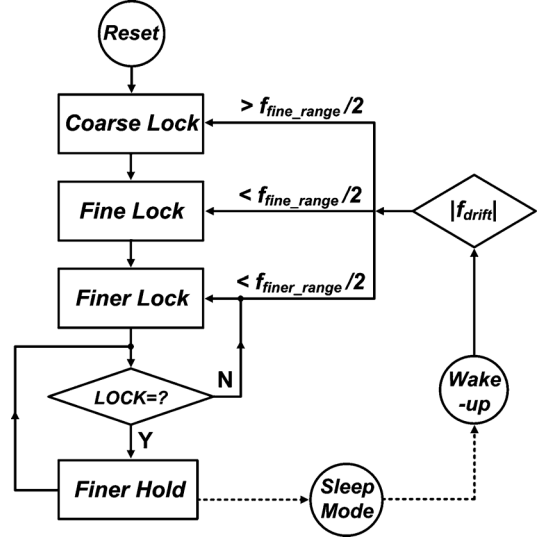 Reset
Coarse Lock
> f_fine_range/2
Fine Lock
< f_fine_range/2
|f_drift|
Finer Lock
< f_finer_range/2
LOCK=?
N
Y
Wake
-up
Finer Hold
Sleep
Mode